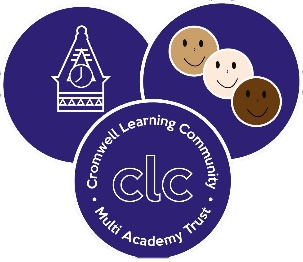 Cromwell Learning Community
clc
• Multi Academy Trust •